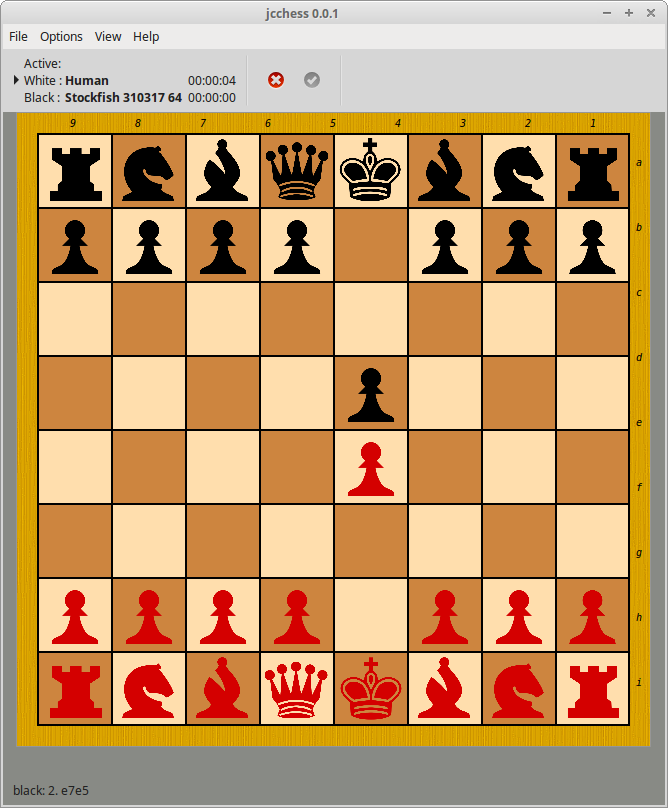 jcchess 0.0.1
File Options View Help
Active:
White : Human 00:00:04
Black : Stockfish 310317 64 00:00:00
9 8 7 6 5 4 3 2 1
a
b
c
d
e
f
g
h
i
black: 2. e7e5